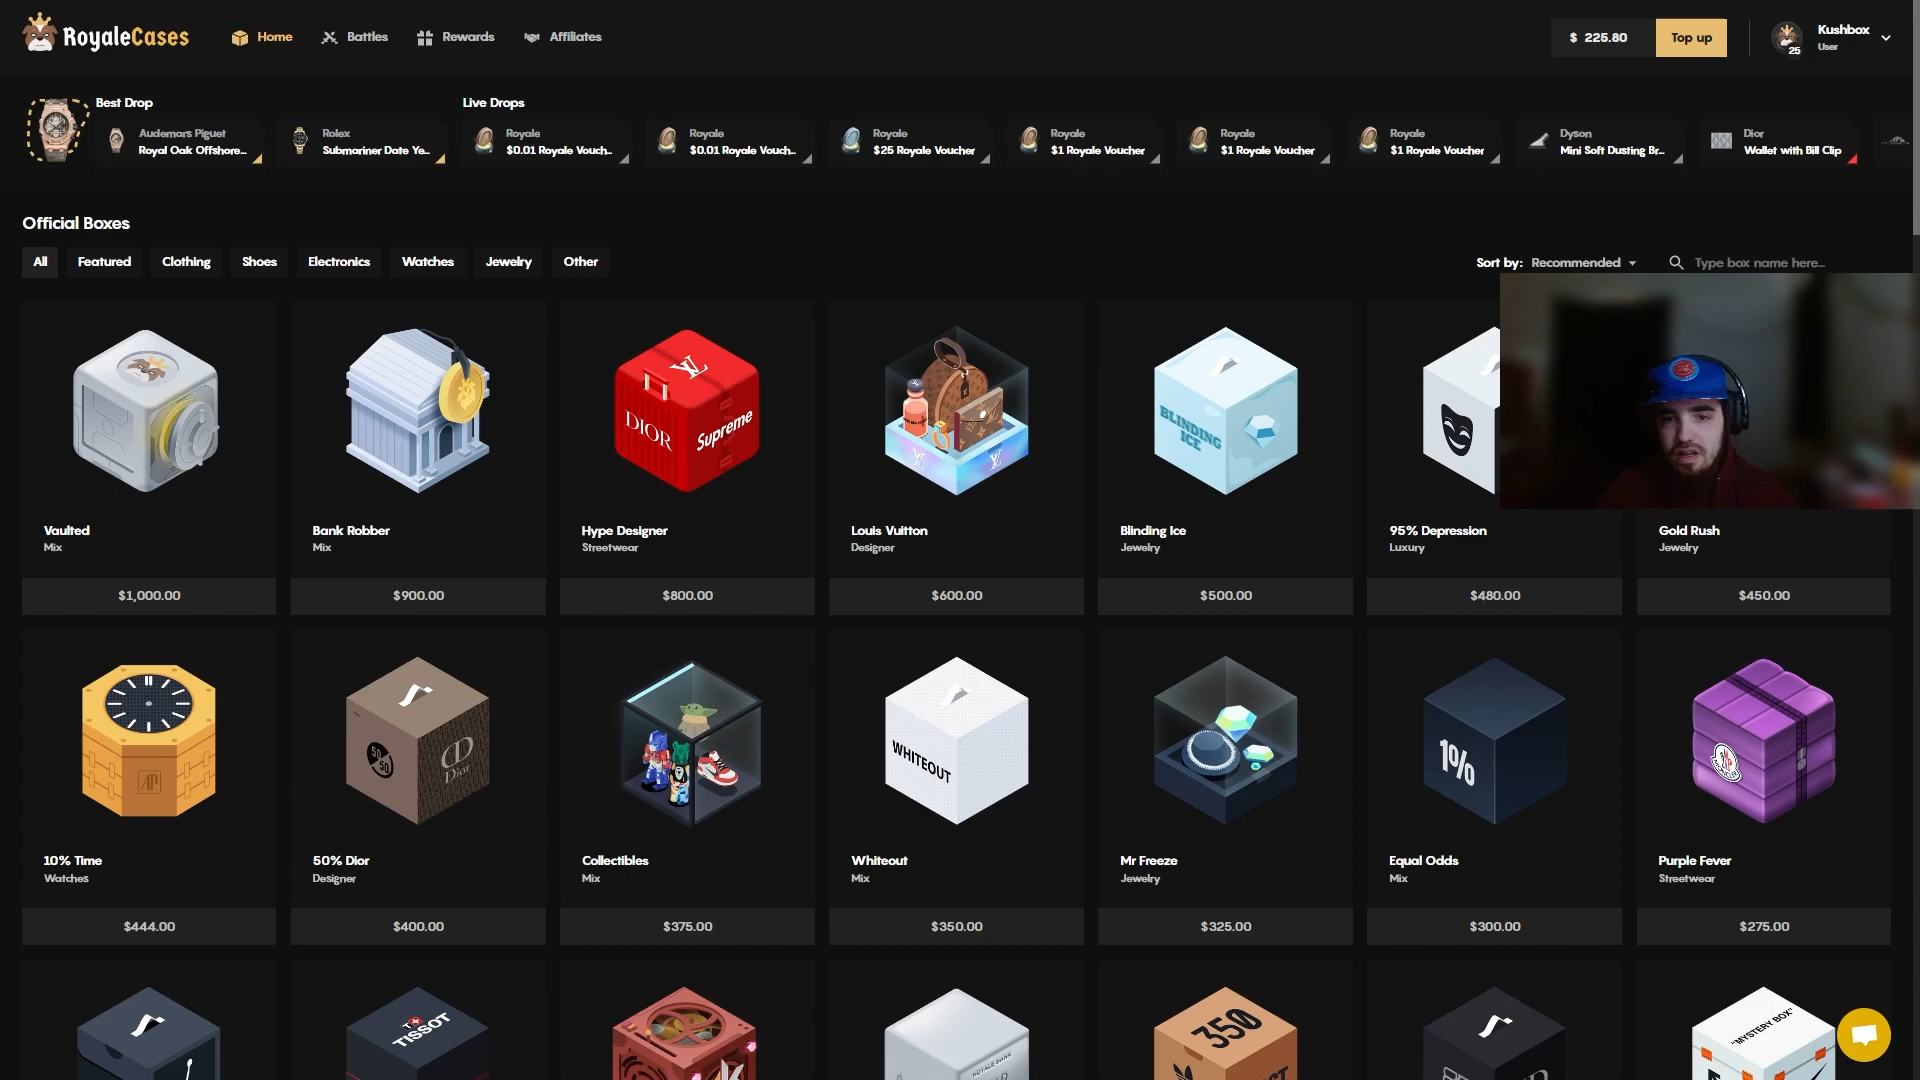 RoyaleCases
Home
Battles
Rewards
Affiliates
$ 225.80
Top up
25
Kushbox
User
Best Drop
Live Drops
Audemars Piguet
Royal Oak Offshore...
Rolex
Submariner Date Ye...
Royale
$0.01 Royale Vouch...
Royale
$0.01 Royale Vouch...
Royale
$25 Royale Voucher
Royale
$1 Royale Voucher
Royale
$1 Royale Voucher
Royale
$1 Royale Voucher
Dyson
Mini Soft Dusting Br...
Dior
Wallet with Bill Clip
Official Boxes
All
Featured
Clothing
Shoes
Electronics
Watches
Jewelry
Other
Sort by: Recommended
Type box name here...
DIOR
Supreme
BLINDING
ICE
Vaulted
Mix
Bank Robber
Mix
Hype Designer
Streetwear
Louis Vuitton
Designer
Blinding Ice
Jewelry
95% Depression
Luxury
Gold Rush
Jewelry
$1,000.00
$900.00
$800.00
$600.00
$500.00
$480.00
$450.00
AP
50
50
Dior
WHITEOUT
1%
10% Time
Watches
50% Dior
Designer
Collectibles
Mix
Whiteout
Mix
Mr Freeze
Jewelry
Equal Odds
Mix
Purple Fever
Streetwear
$444.00
$400.00
$375.00
$350.00
$325.00
$300.00
$275.00
TISSOT
ROYALE BANK
350
"MYSTERY BOX"